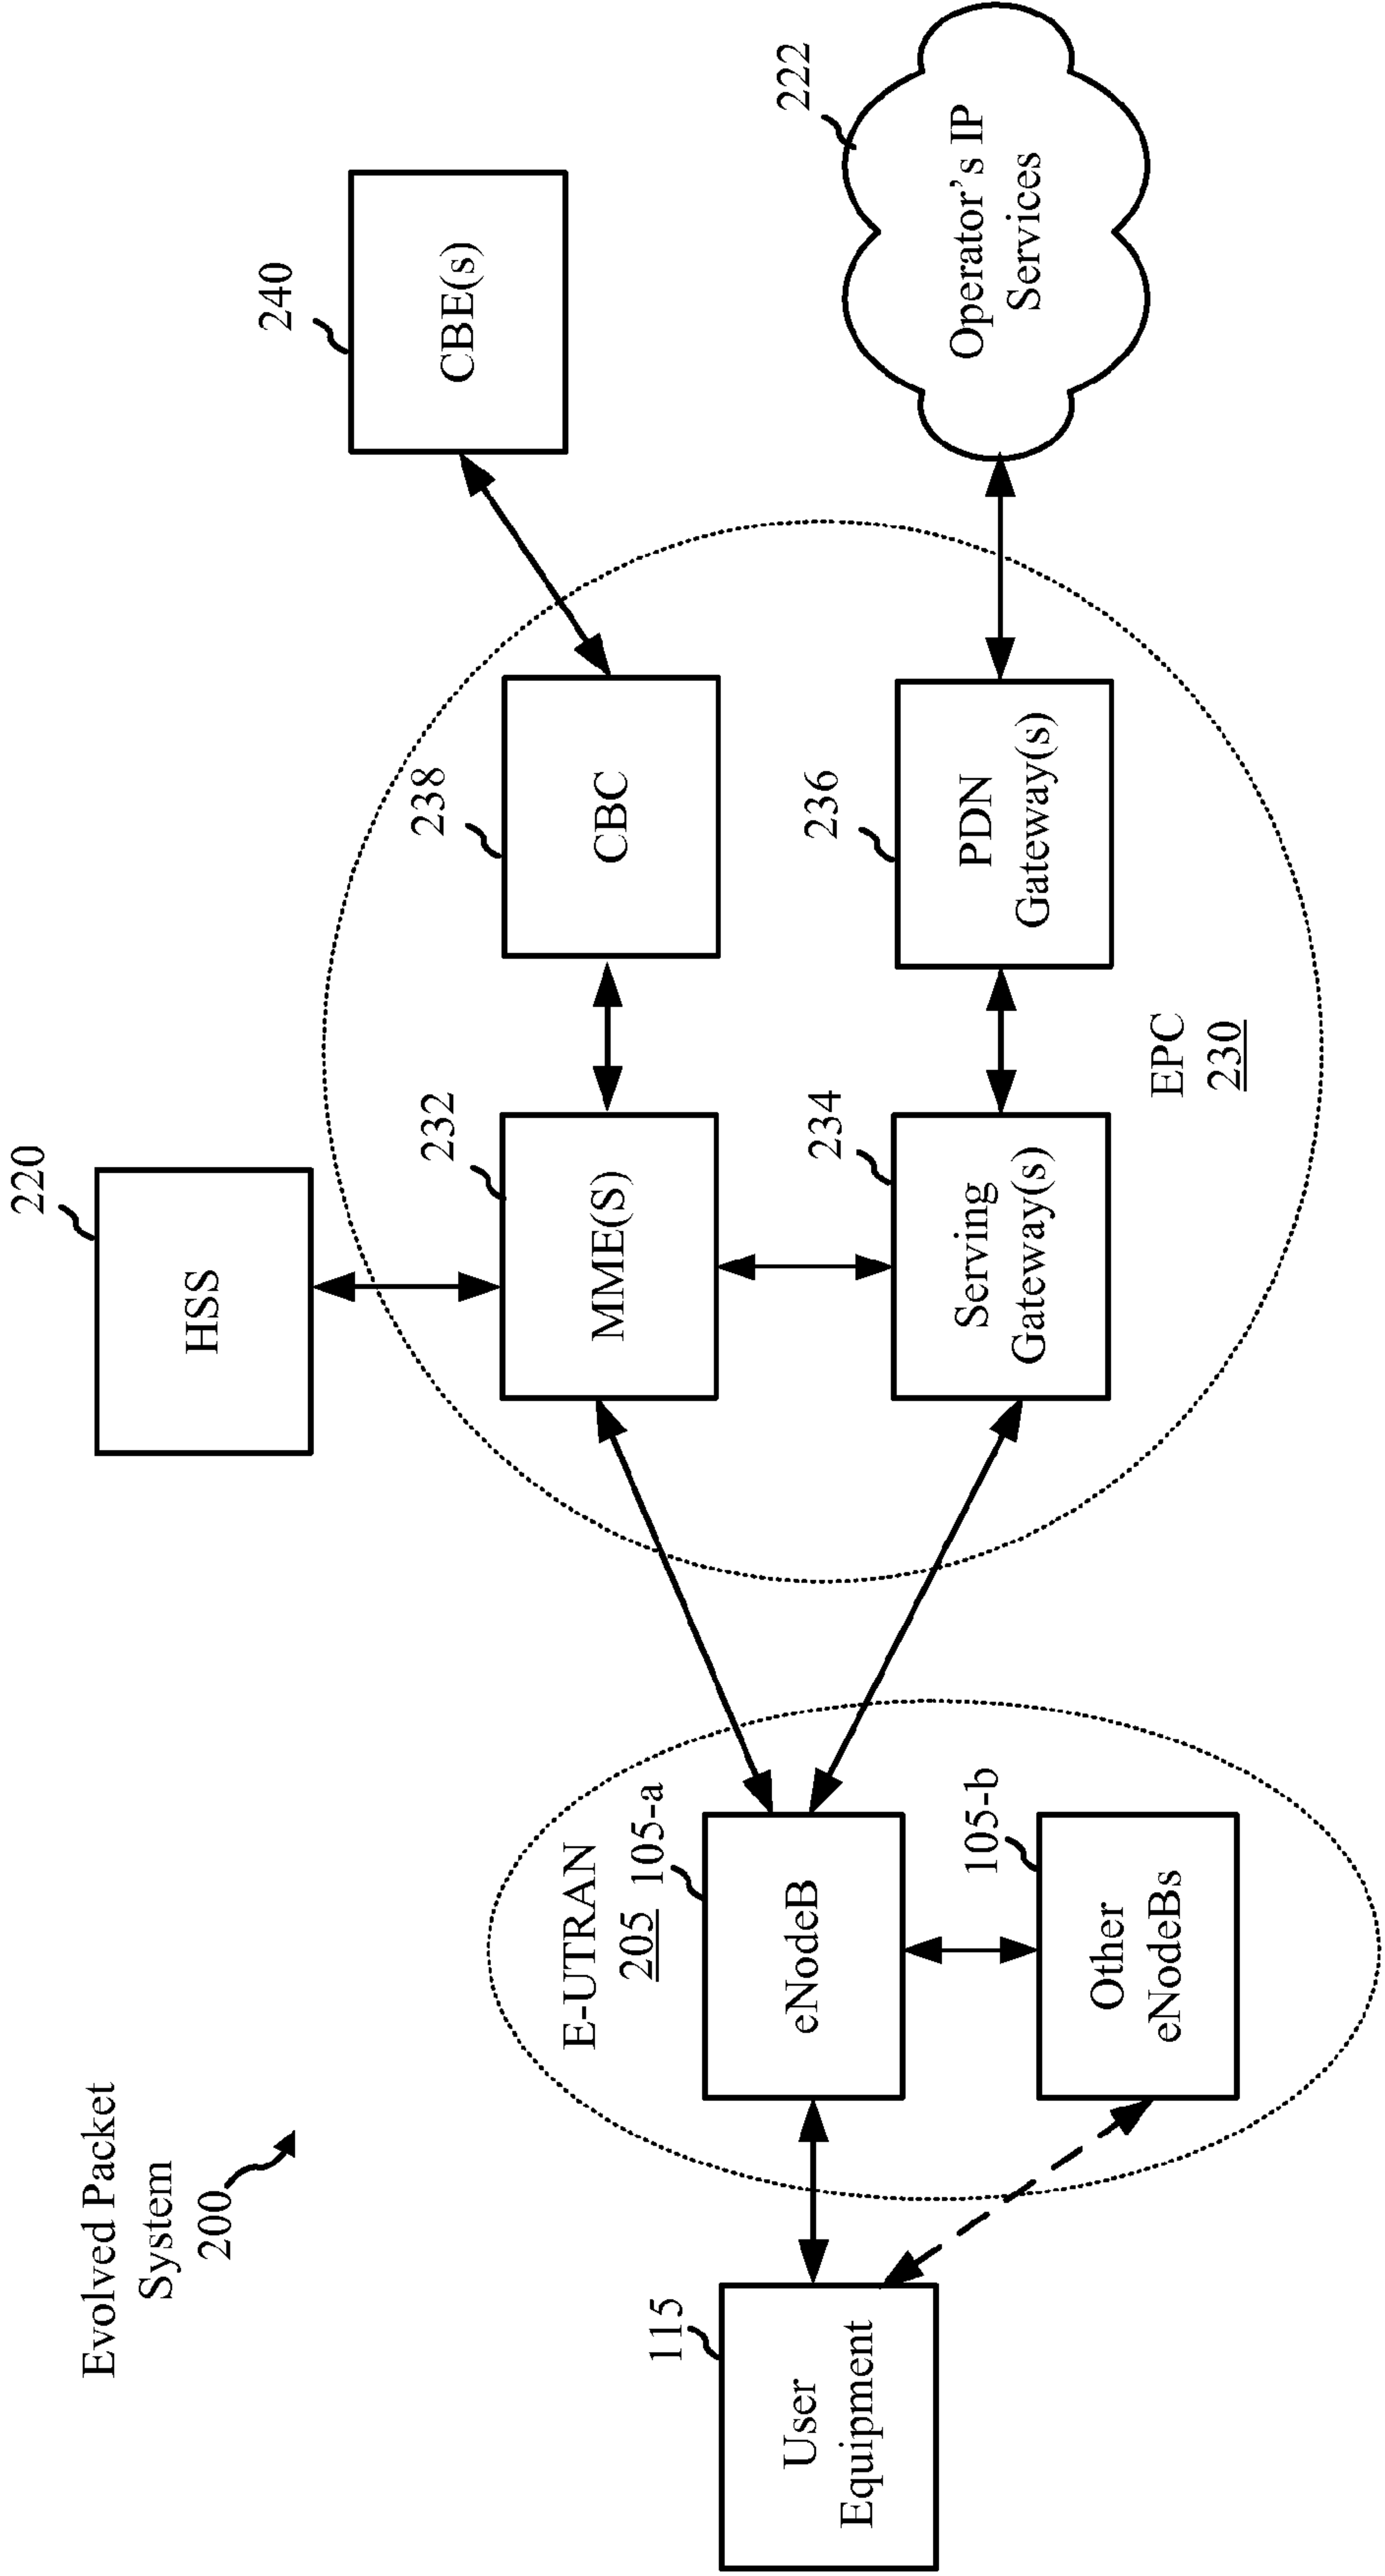 Evolved Packet
System
200
220
HSS
240
CBE(s)
232
MME(S)
238
CBC
222
Operator's IP
Services
E-UTRAN
205
105-a
eNodeB
115
User
Equipment
234
Serving
Gateway(s)
236
PDN
Gateway(s)
105-b
Other
eNodeBs
EPC
230